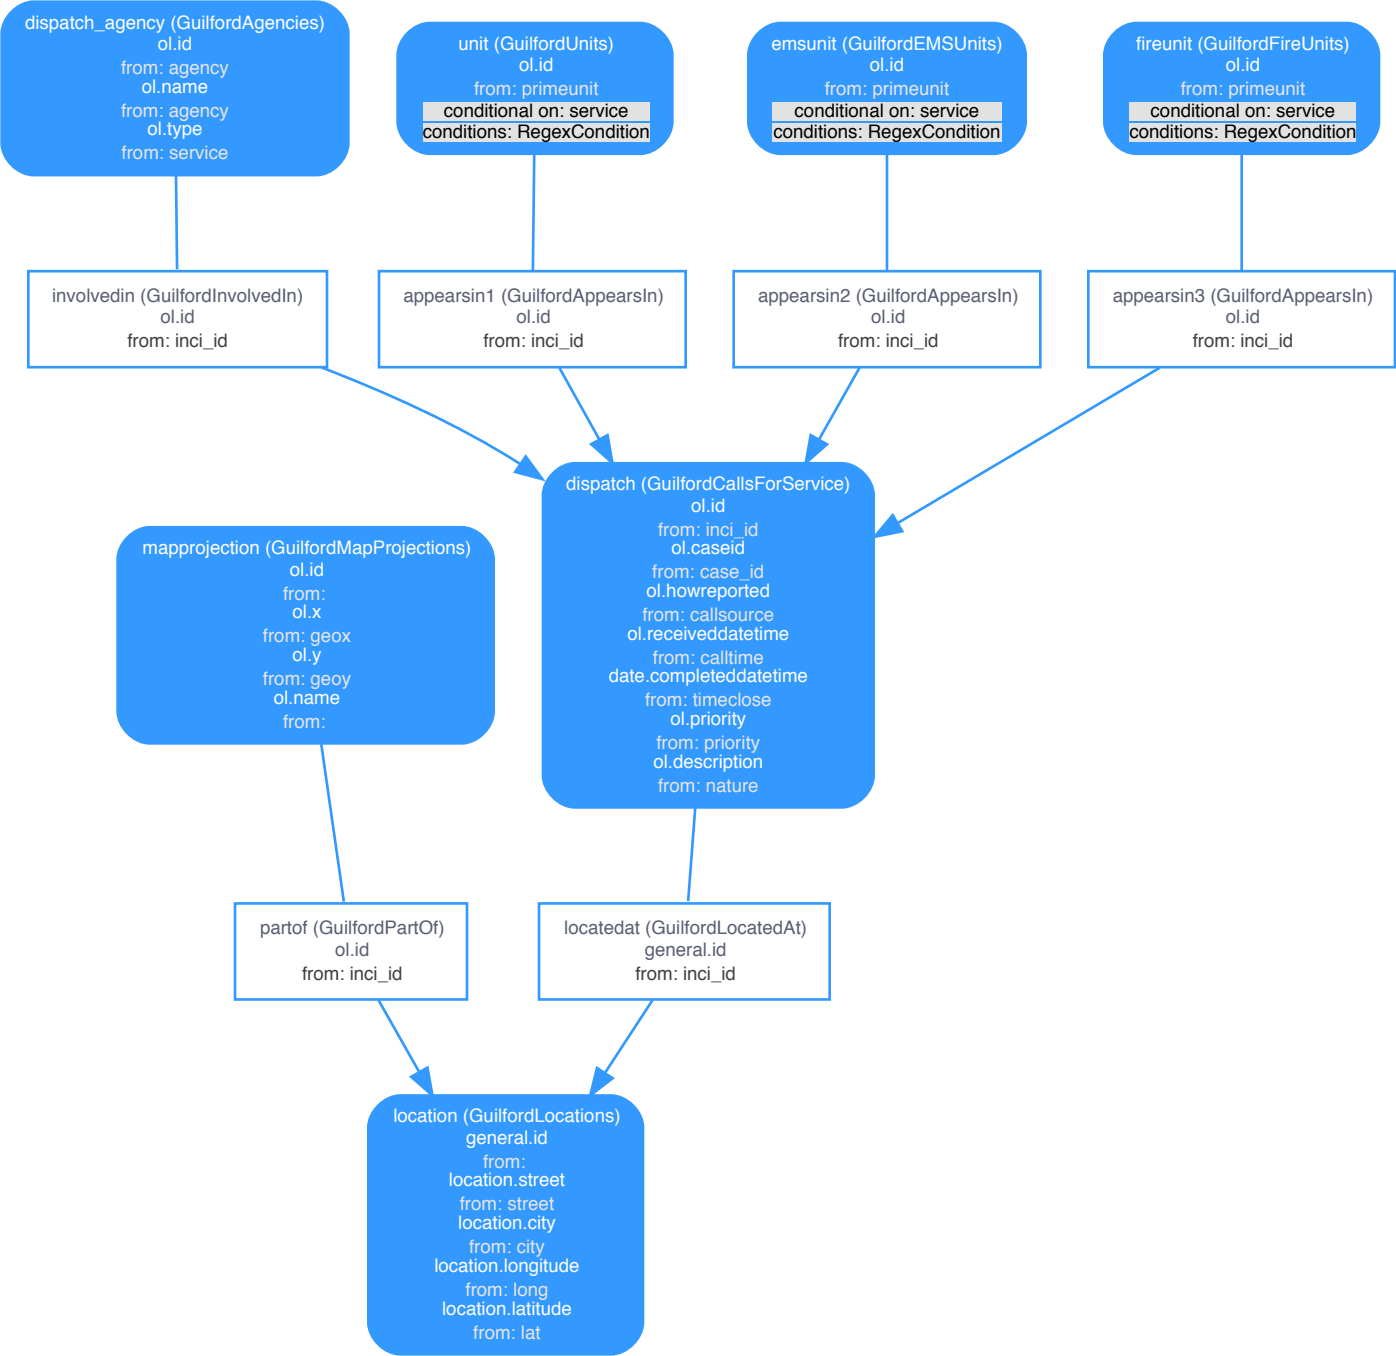 dispatch_agency (GuilfordAgencies)
ol.id
from: agency
ol.name
from: agency
ol.type
from: service
unit (GuilfordUnits)
ol.id
from: primeunit
conditional on: service
conditions: RegexCondition
emsunit (GuilfordEMSUnits)
ol.id
from: primeunit
conditional on: service
conditions: RegexCondition
fireunit (GuilfordFireUnits)
ol.id
from: primeunit
conditional on: service
conditions: RegexCondition
involvedin (GuilfordInvolvedIn)
ol.id
from: inci_id
appearsin1 (GuilfordAppearsIn)
ol.id
from: inci_id
appearsin2 (GuilfordAppearsIn)
ol.id
from: inci_id
appearsin3 (GuilfordAppearsIn)
ol.id
from: inci_id
dispatch (GuilfordCallsForService)
ol.id
from: inci_id
ol.caseid
from: case_id
ol.howreported
from: callsource
ol.receiveddatetime
from: calltime
date.completeddatetime
from: timeclose
ol.priority
from: priority
ol.description
from: nature
mapprojection (GuilfordMapProjections)
ol.id
from:
ol.x
from: geox
ol.y
from: geoy
ol.name
from:
partof (GuilfordPartOf)
ol.id
from: inci_id
locatedat (GuilfordLocatedAt)
general.id
from: inci_id
location (GuilfordLocations)
general.id
from:
location.street
from: street
location.city
from: city
location.longitude
from: long
location.latitude
from: lat